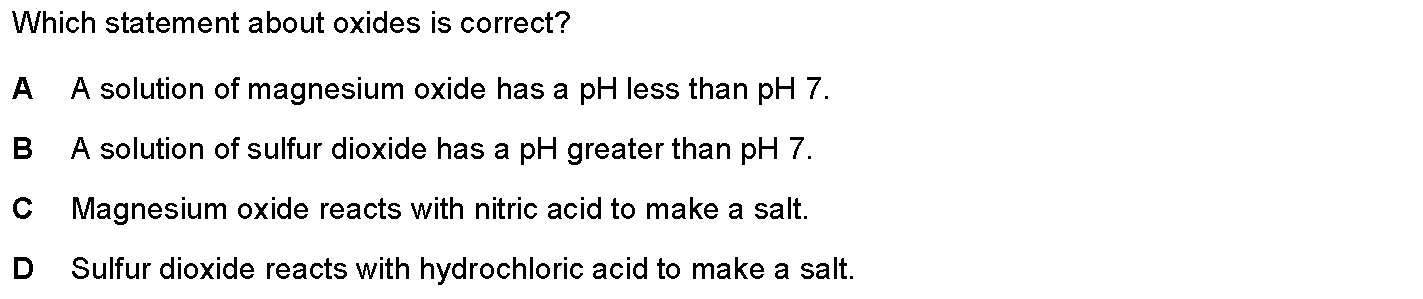 Which statement about oxides is correct?
A A solution of magnesium oxide has a pH less than pH 7.
B A solution of sulfur dioxide has a pH greater than pH 7.
C Magnesium oxide reacts with nitric acid to make a salt.
D Sulfur dioxide reacts with hydrochloric acid to make a salt.